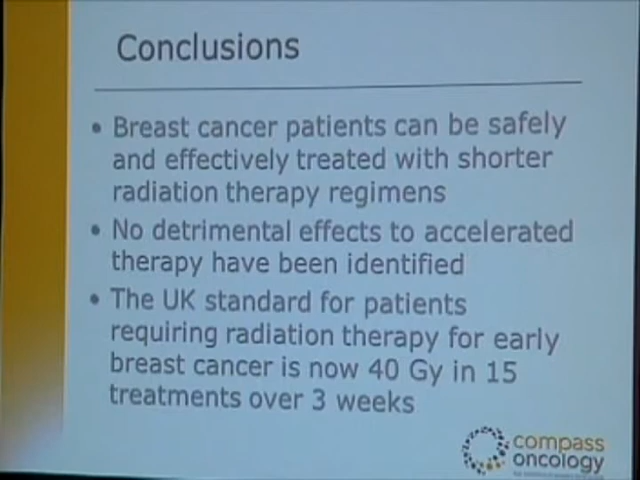 Conclusions
• Breast cancer patients can be safely
and effectively treated with shorter
radiation therapy regimens
• No detrimental effects to accelerated
therapy have been identified
• The UK standard for patients
requiring radiation therapy for early
breast cancer is now 40 Gy in 15
treatments over 3 weeks
compass
oncology